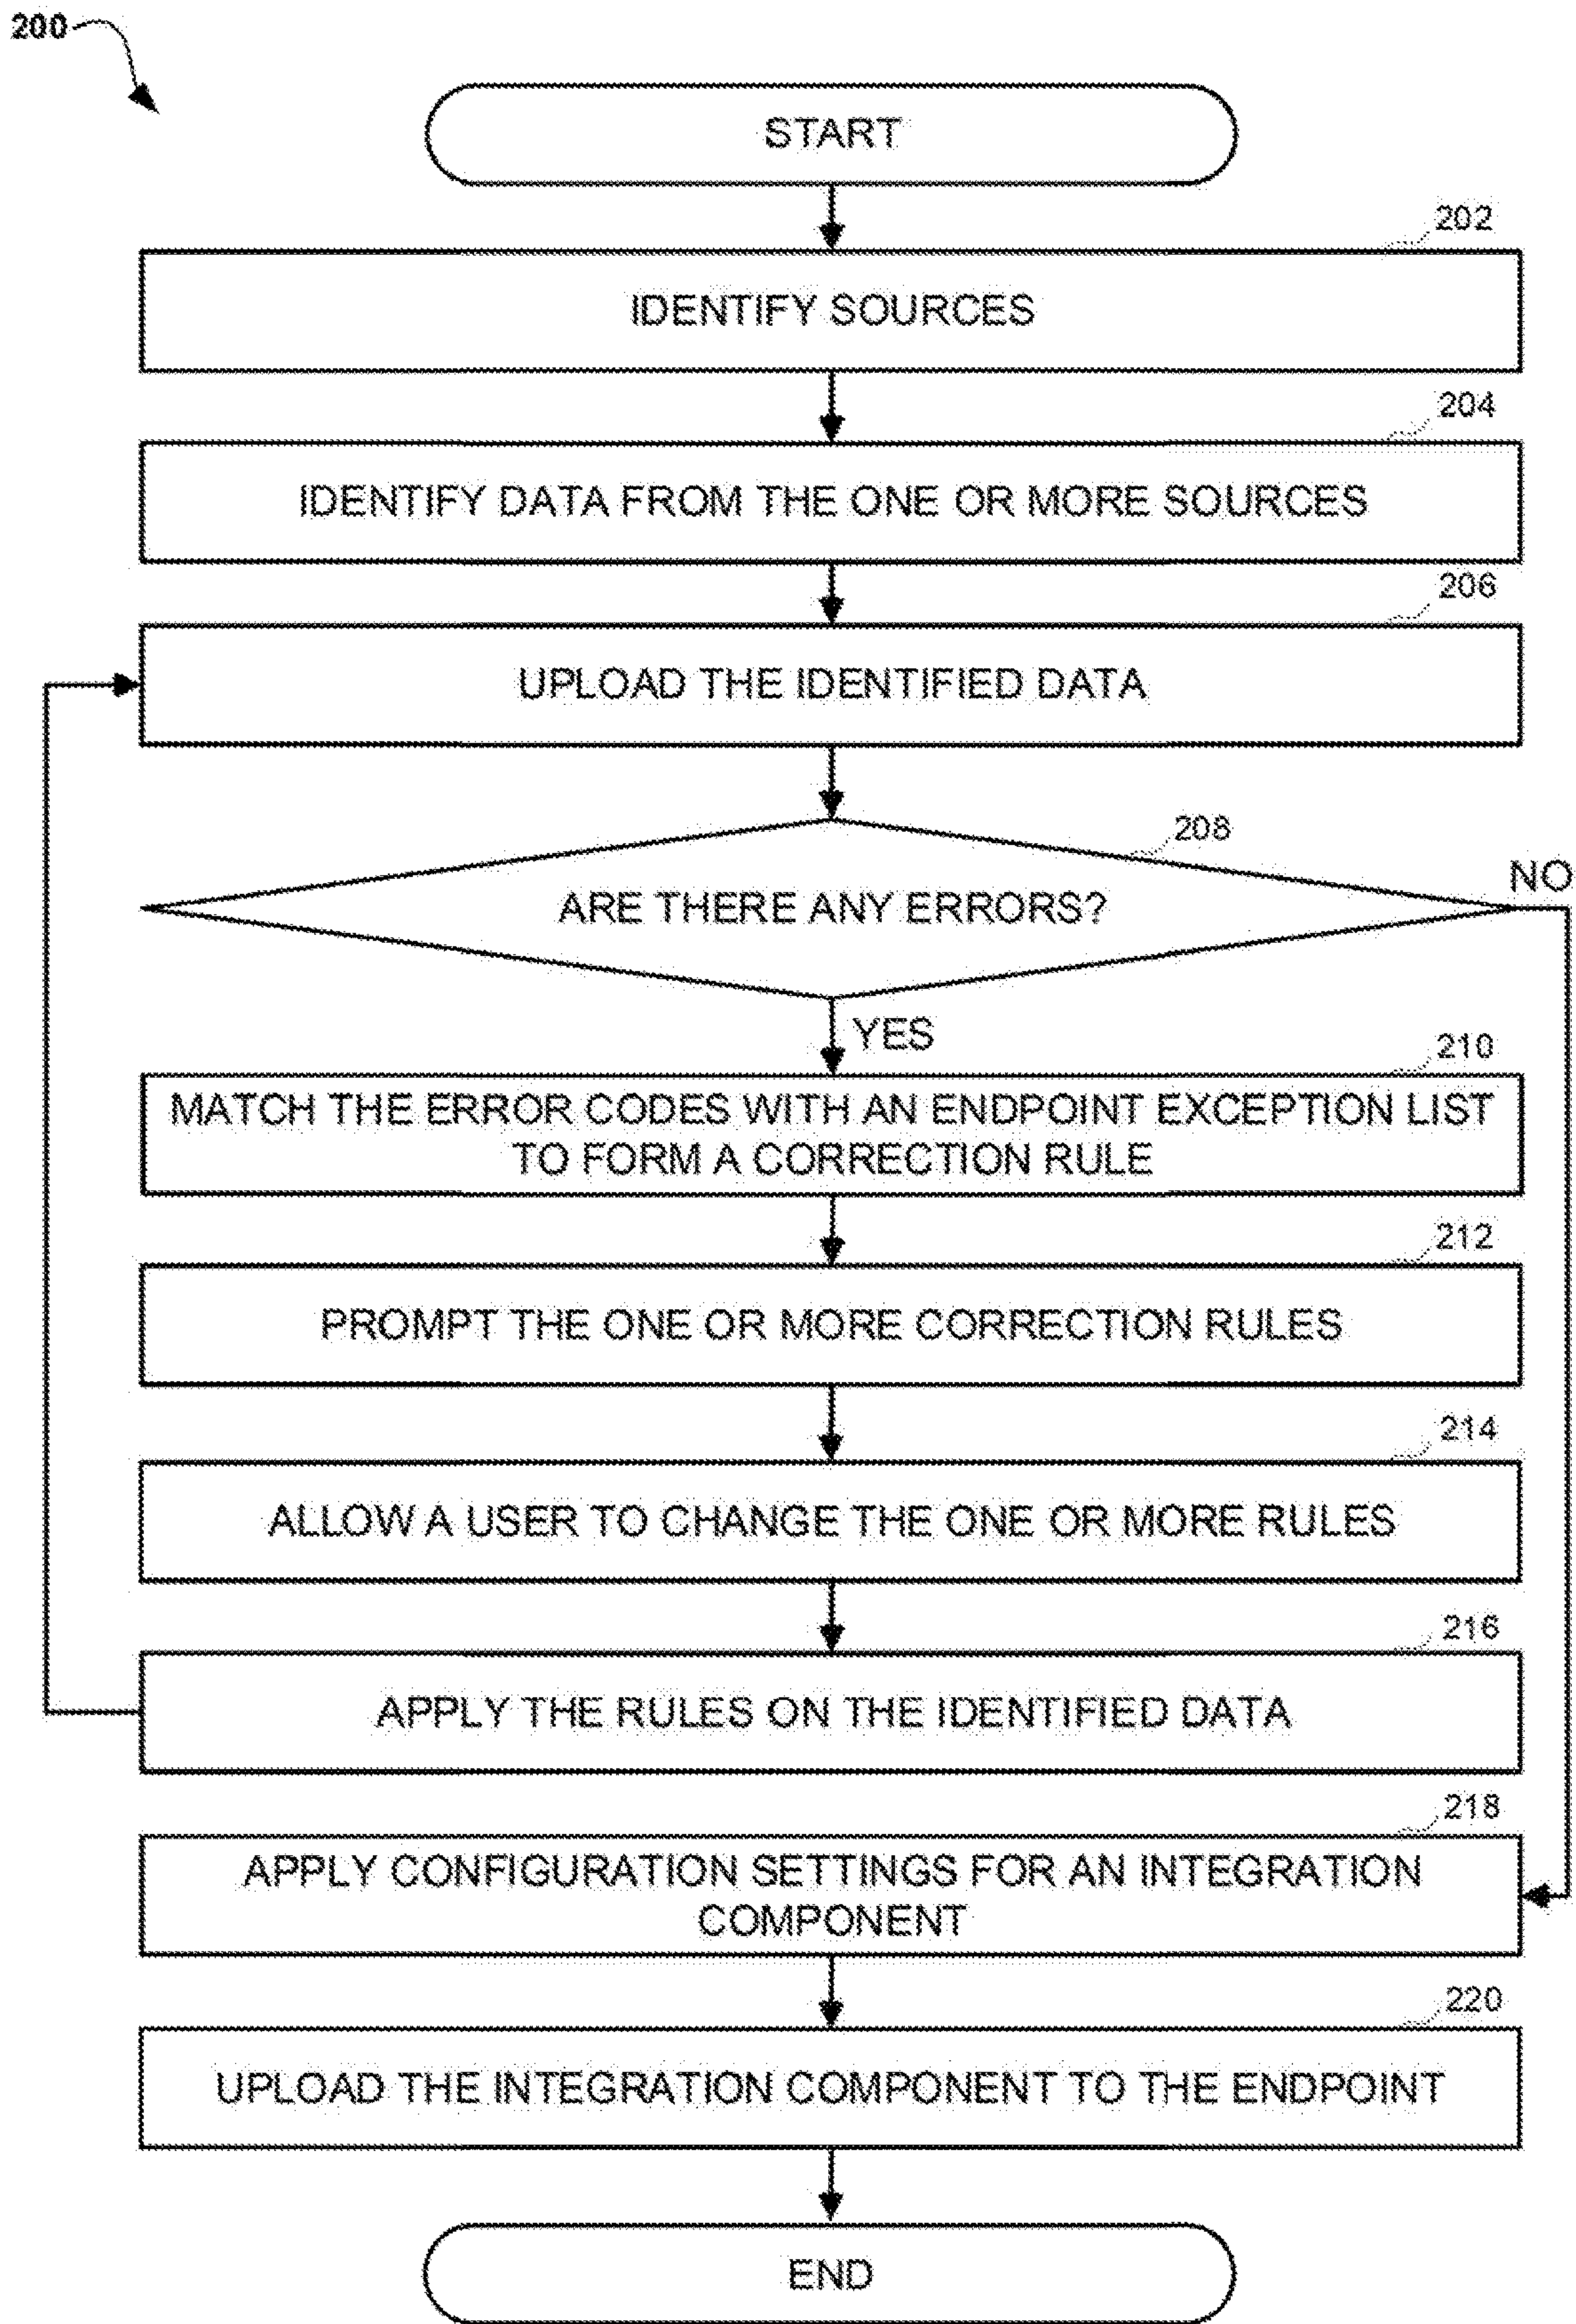 200
START
202
IDENTIFY SOURCES
204
IDENTIFY DATA FROM THE ONE OR MORE SOURCES
206
UPLOAD THE IDENTIFIED DATA
208
ARE THERE ANY ERRORS?
NO
YES
210
MATCH THE ERROR CODES WITH AN ENDPOINT EXCEPTION LIST
TO FORM A CORRECTION RULE
212
PROMPT THE ONE OR MORE CORRECTION RULES
214
ALLOW A USER TO CHANGE THE ONE OR MORE RULES
216
APPLY THE RULES ON THE IDENTIFIED DATA
218
APPLY CONFIGURATION SETTINGS FOR AN INTEGRATION
COMPONENT
220
UPLOAD THE INTEGRATION COMPONENT TO THE ENDPOINT
END